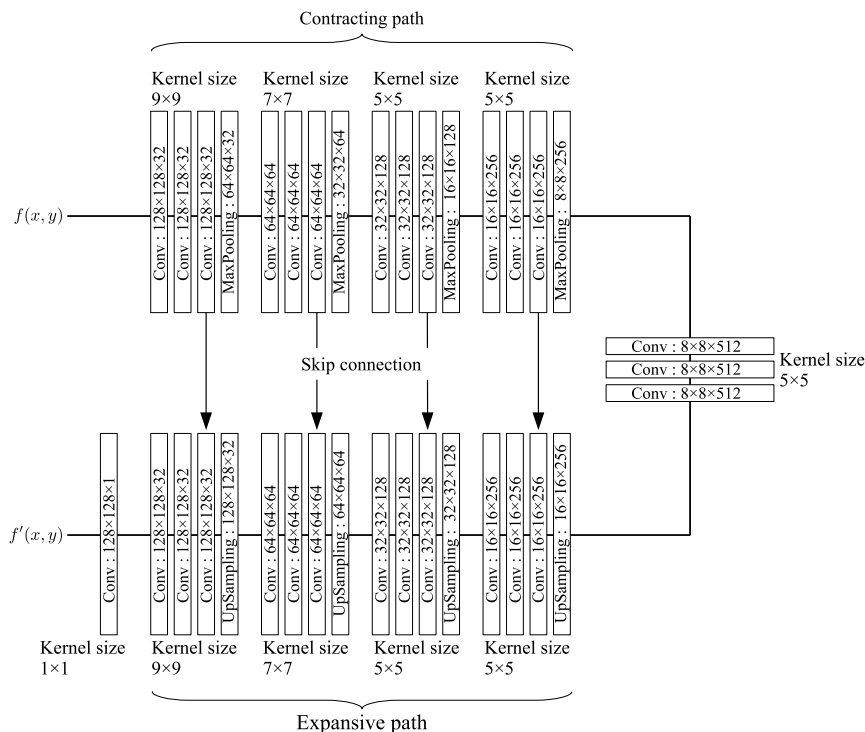 Contracting path
Kernel size
9×9
Kernel size
7×7
Kernel size
5×5
Kernel size
5×5
f(x, y)
Conv : 128×128×32
Conv : 128×128×32
Conv : 128×128×32
MaxPooling : 64×64×32
Conv : 64×64×64
Conv : 64×64×64
Conv : 64×64×64
MaxPooling : 32×32×64
Conv : 32×32×128
Conv : 32×32×128
Conv : 32×32×128
MaxPooling : 16×16×128
Conv : 16×16×256
Conv : 16×16×256
Conv : 16×16×256
MaxPooling : 8×8×256
Skip connection
Conv : 8×8×512
Conv : 8×8×512
Conv : 8×8×512
Kernel size
5×5
f′(x, y)
Conv : 128×128×1
Conv : 128×128×32
Conv : 128×128×32
Conv : 128×128×32
UpSampling : 128×128×32
Conv : 64×64×64
Conv : 64×64×64
Conv : 64×64×64
UpSampling : 64×64×64
Conv : 32×32×128
Conv : 32×32×128
Conv : 32×32×128
UpSampling : 32×32×128
Conv : 16×16×256
Conv : 16×16×256
Conv : 16×16×256
UpSampling : 16×16×256
Kernel size
1×1
Kernel size
9×9
Kernel size
7×7
Kernel size
5×5
Kernel size
5×5
Expansive path